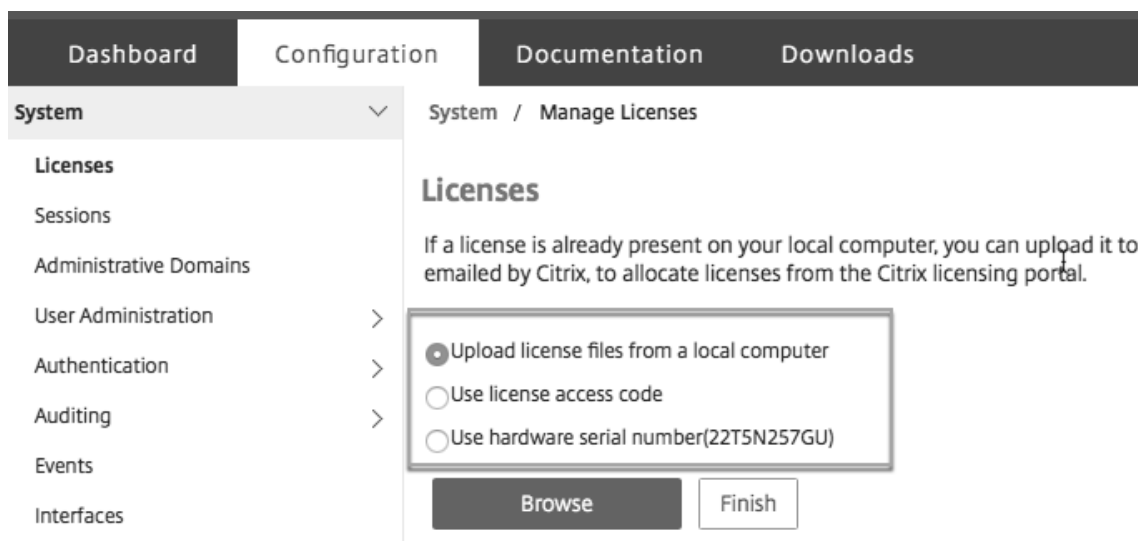 Dashboard Configuration Documentation Downloads
System
System / Manage Licenses
Licenses
Sessions
Administrative Domains
User Administration
Authentication
Auditing
Events
Interfaces
Licenses
If a license is already present on your local computer, you can upload it to
emailed by Citrix, to allocate licenses from the Citrix licensing portal.
Upload license files from a local computer
Use license access code
Use hardware serial number(22T5N257GU)
Browse Finish